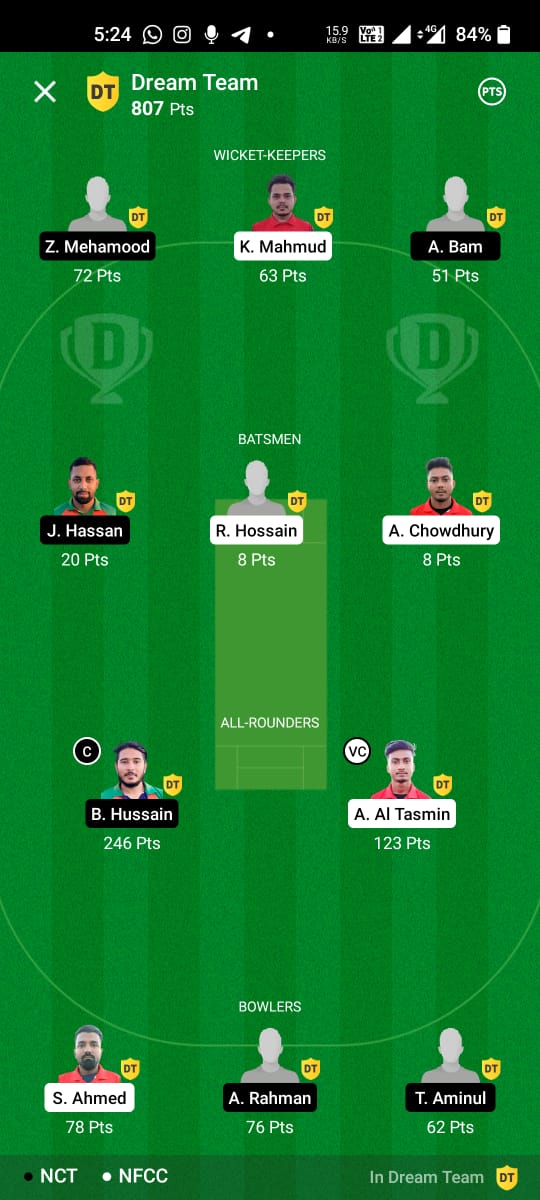 5:24 15.9 KB/S Vo 1 LTE 2 4G 84%
DT Dream Team PTS
807 Pts
WICKET-KEEPERS
DT DT DT
Z. Mehamood K. Mahmud A. Bam
72 Pts 63 Pts 51 Pts
D D
BATSMEN
DT DT DT
J. Hassan R. Hossain A. Chowdhury
20 Pts 8 Pts 8 Pts
ALL-ROUNDERS
C DT VC DT
B. Hussain A. Al Tasmin
246 Pts 123 Pts
BOWLERS
DT DT DT
S. Ahmed A. Rahman T. Aminul
78 Pts 76 Pts 62 Pts
NCT NFCC In Dream Team DT